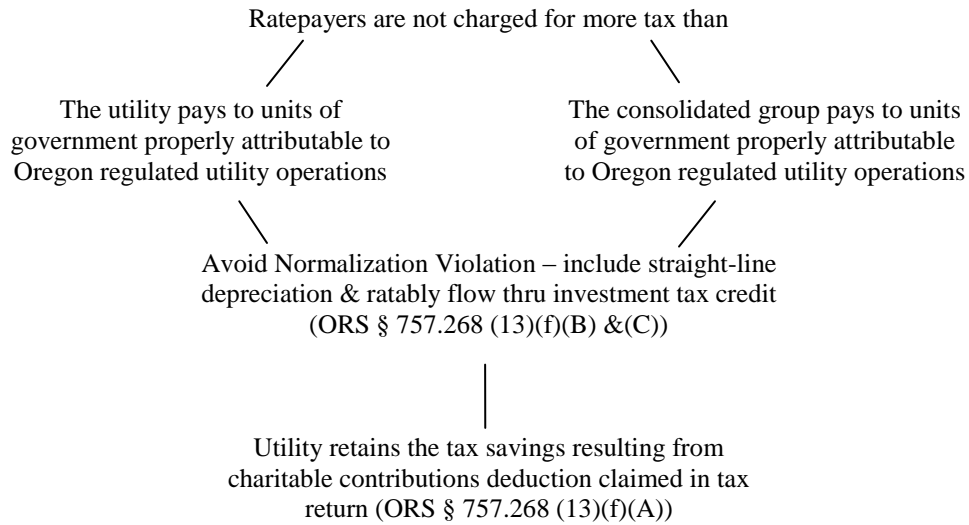 Ratepayers are not charged for more tax than
The utility pays to units of
government properly attributable to
Oregon regulated utility operations
The consolidated group pays to units
of government properly attributable
to Oregon regulated utility operations
Avoid Normalization Violation – include straight-line
depreciation & ratably flow thru investment tax credit
(ORS § 757.268 (13)(f)(B) &(C))
Utility retains the tax savings resulting from
charitable contributions deduction claimed in tax
return (ORS § 757.268 (13)(f)(A))